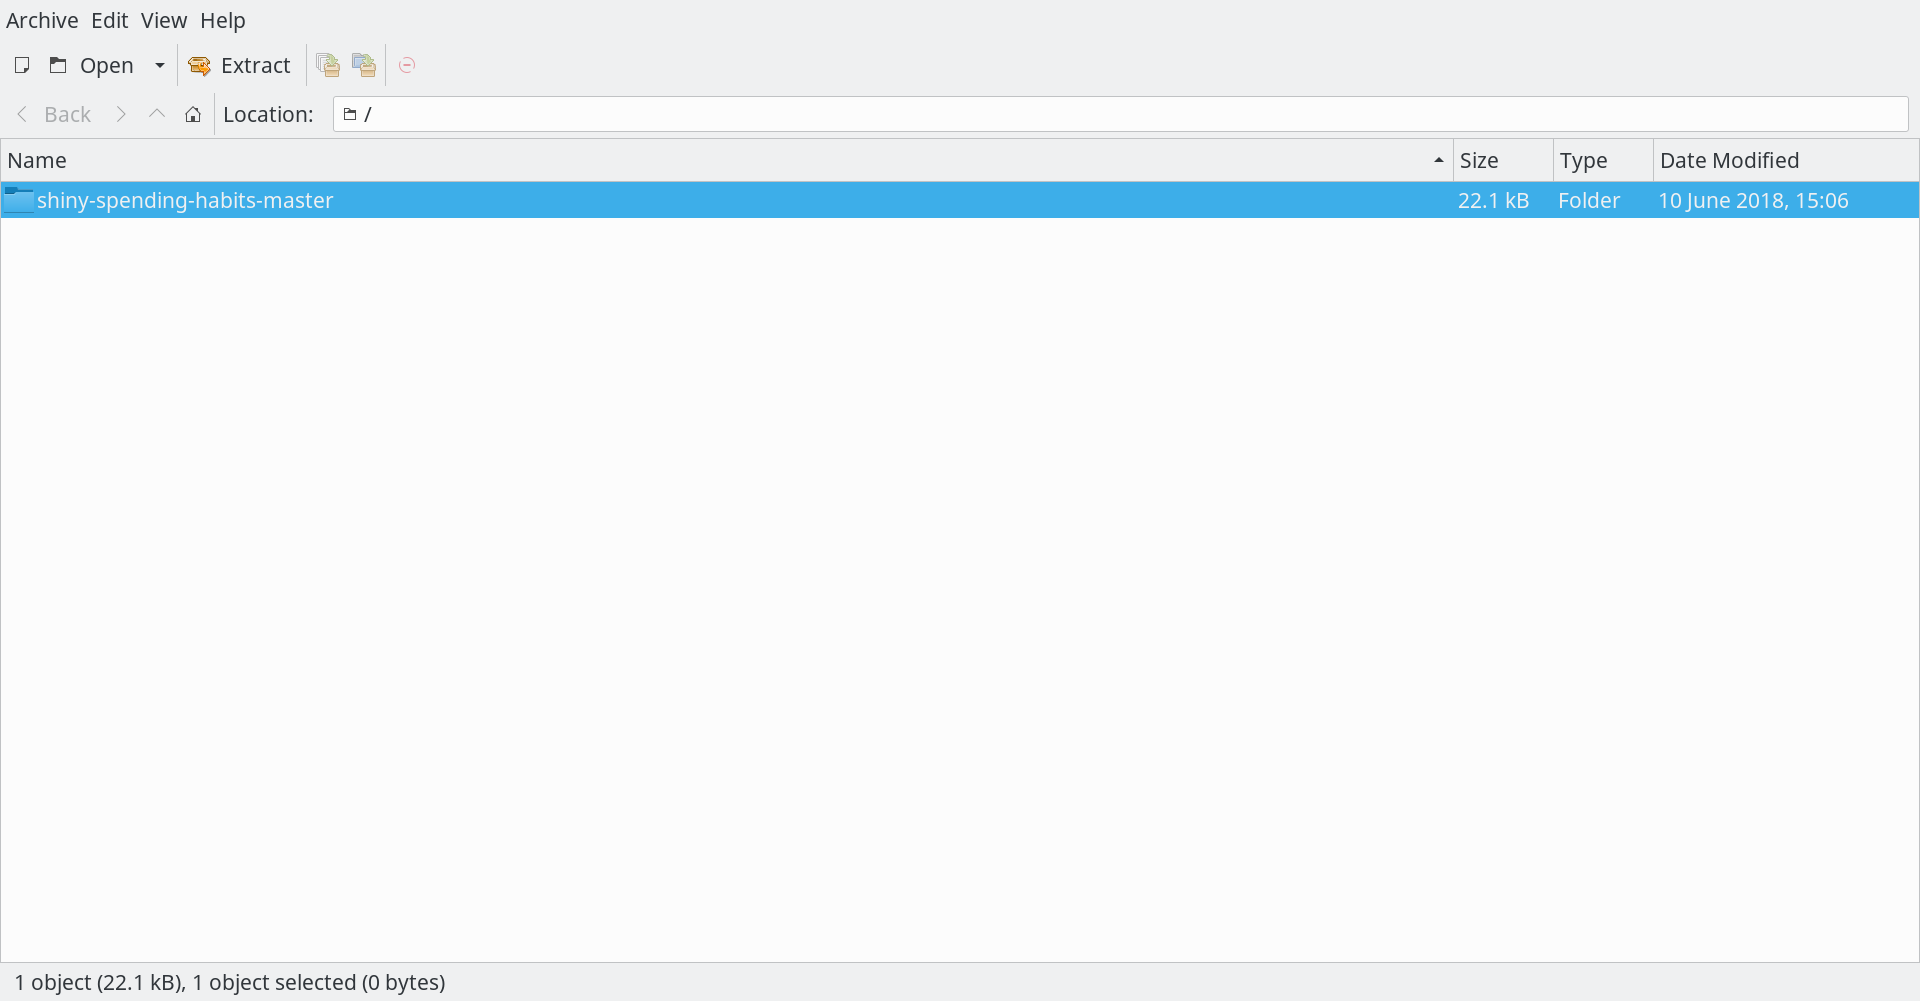 Archive Edit View Help
Open Extract
Back Location: /
Name Size Type Date Modified
shiny-spending-habits-master 22.1 kB Folder 10 June 2018, 15:06
1 object (22.1 kB), 1 object selected (0 bytes)